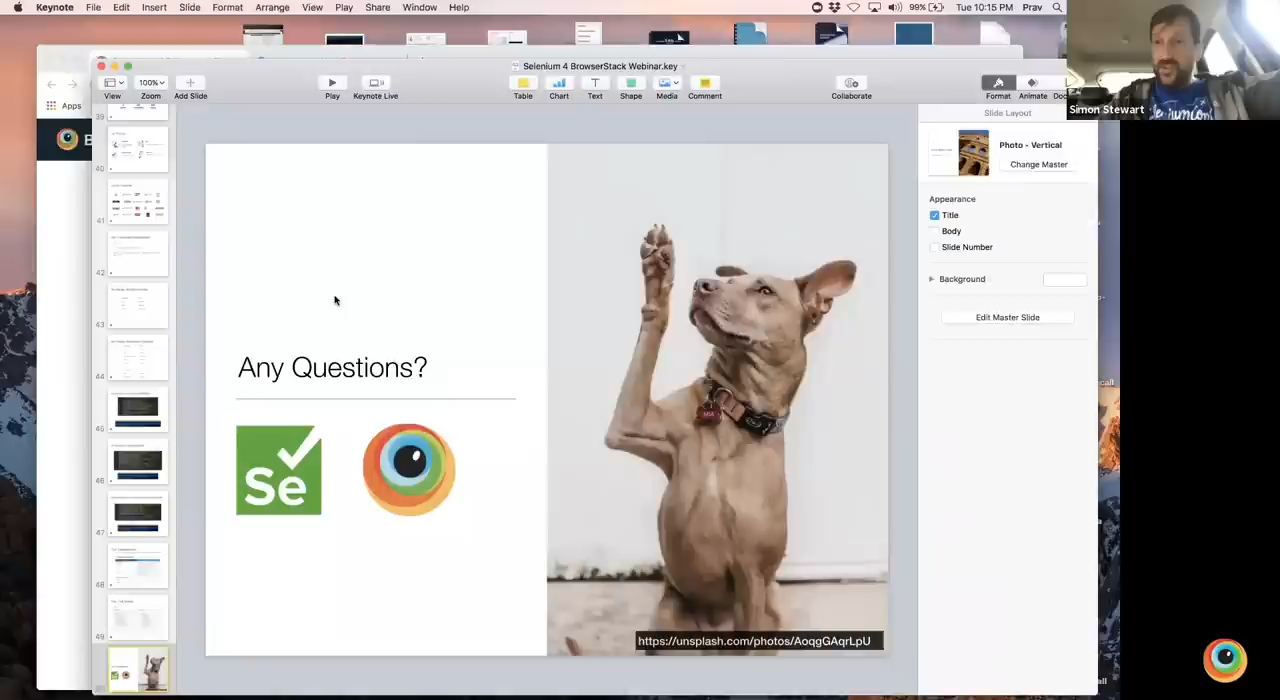 Keynote File Edit Insert Slide Format Arrange View Play Share Window Help
99% Tue 10:15 PM Prav
Selenium 4 BrowserStack Webinar.key
100%
View Zoom Add Slide Play Keynote Live Table Chart Text Shape Media Comment Collaborate Format Animate
Simon Stewart
Apps
B
Slide Layout
Photo - Vertical
Change Master
Appearance
Title
Body
Slide Number
Background
Edit Master Slide
39
40
41
42
43
44
45
46
47
48
49
Any Questions?
Se
https://unsplash.com/photos/AoqgGAqrLpU
call
all